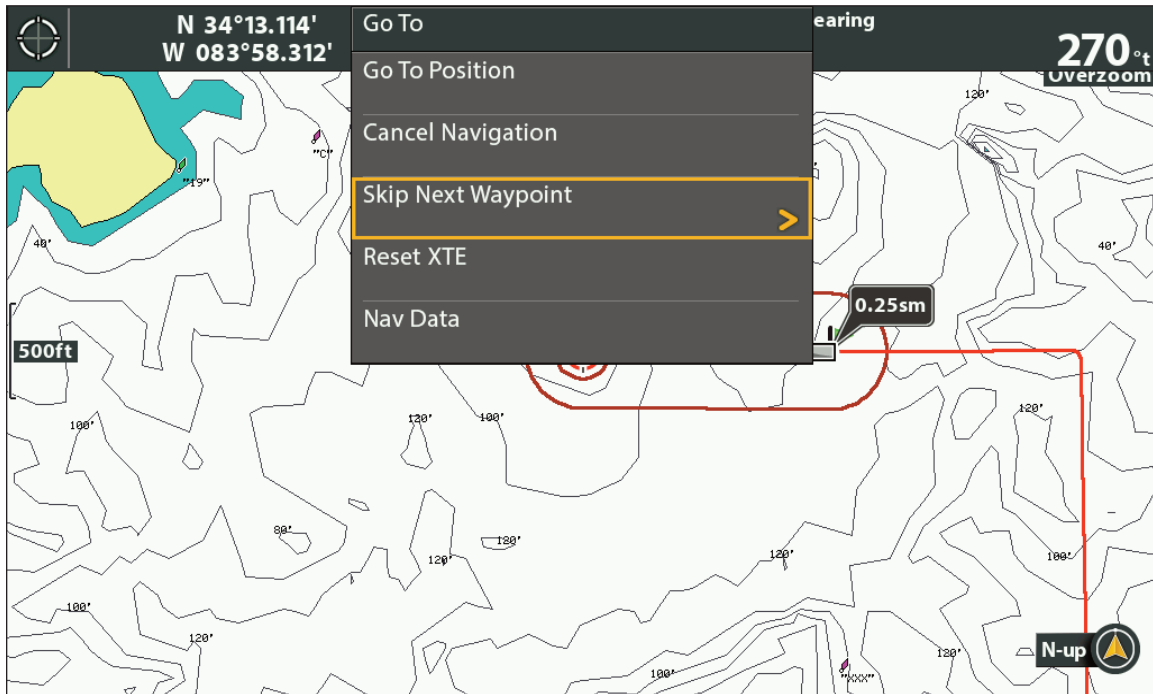 N 34°13.114'
W 083°58.312'
Go To
earing
270 °t
Overzoom
Go To Position
Cancel Navigation
Skip Next Waypoint
>
Reset XTE
Nav Data
120'
"C"
"19"
40'
40'
0.25sm
500ft
100'
120'
100'
120'
80'
120'
120'
120'
100'
100'
120'
120'
N-up
100'
"XXX"